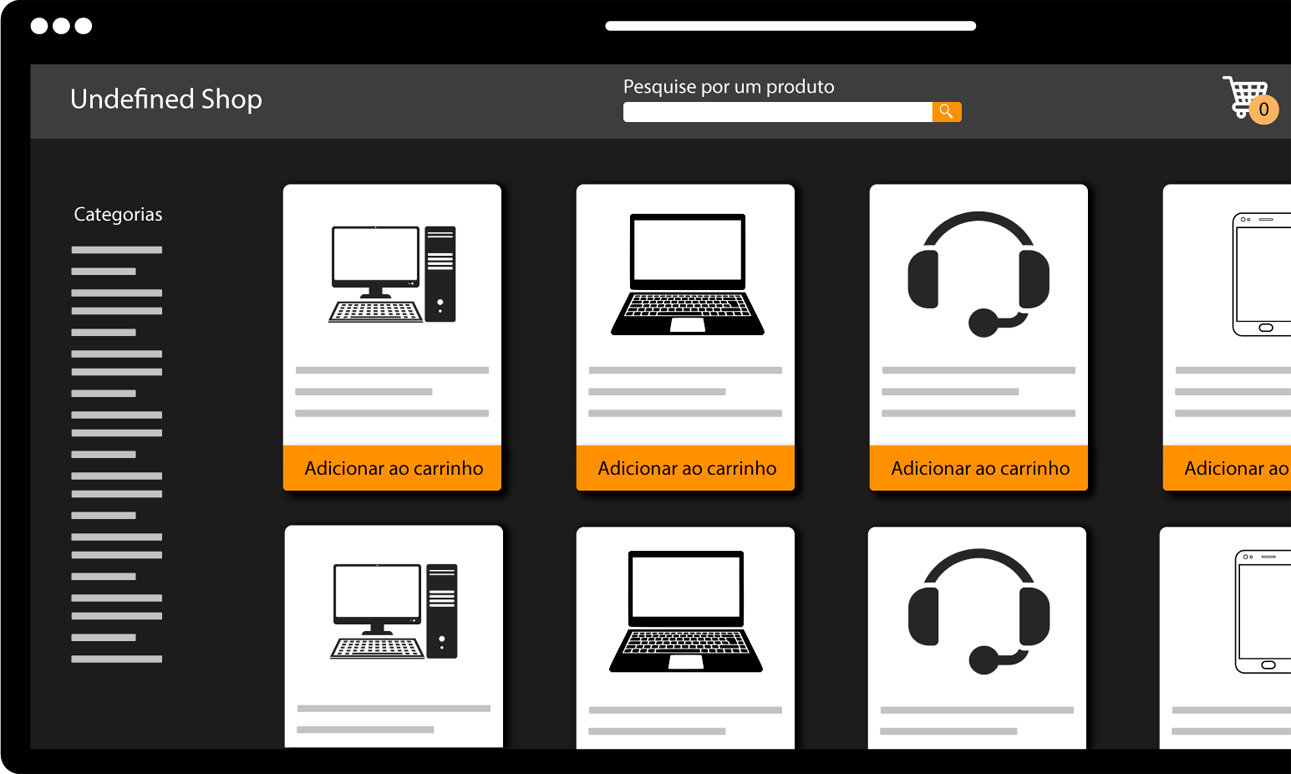 Undefined Shop
Pesquise por um produto
0
Categorias
Adicionar ao carrinho
Adicionar ao carrinho
Adicionar ao carrinho
Adicionar ao